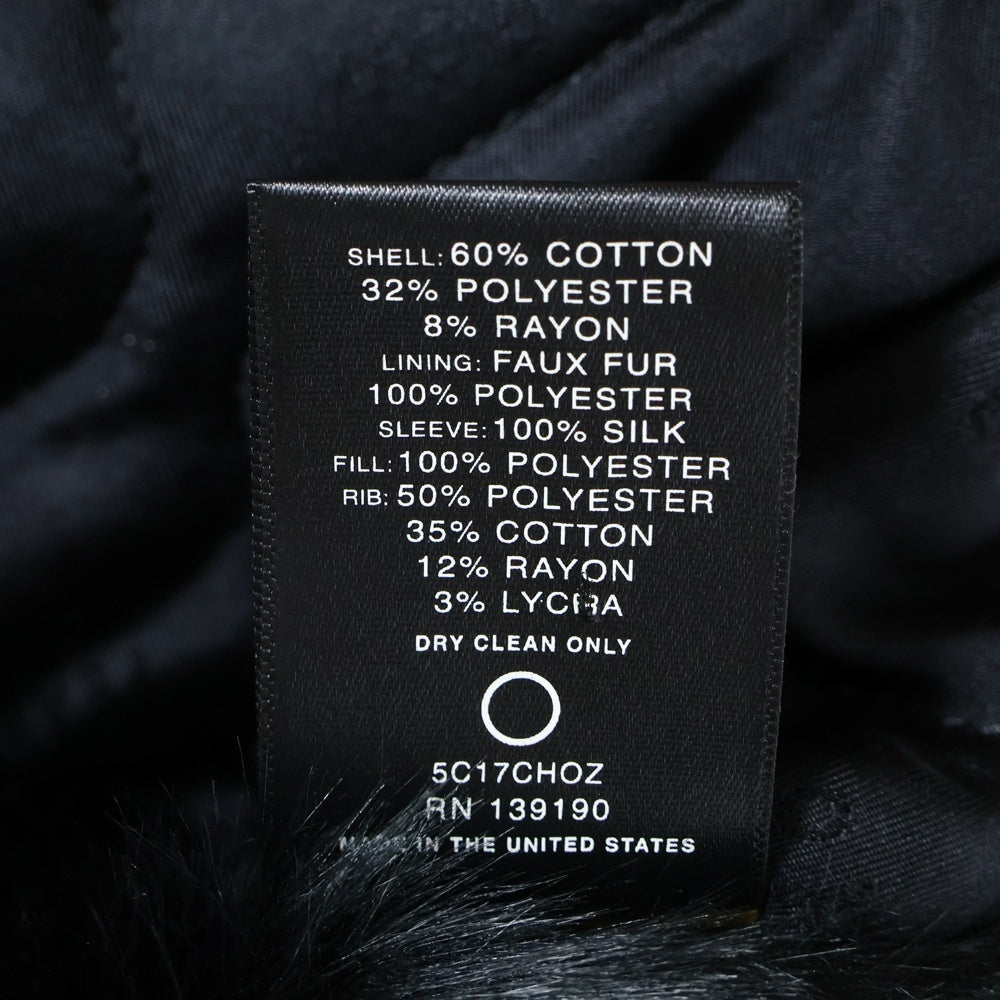 SHELL: 60% COTTON
32% POLYESTER
8% RAYON
LINING: FAUX FUR
100% POLYESTER
SLEEVE: 100% SILK
FILL: 100% POLYESTER
RIB: 50% POLYESTER
35% COTTON
12% RAYON
3% LYCRA
DRY CLEAN ONLY
5C17CHOZ
RN 139190
MADE IN THE UNITED STATES